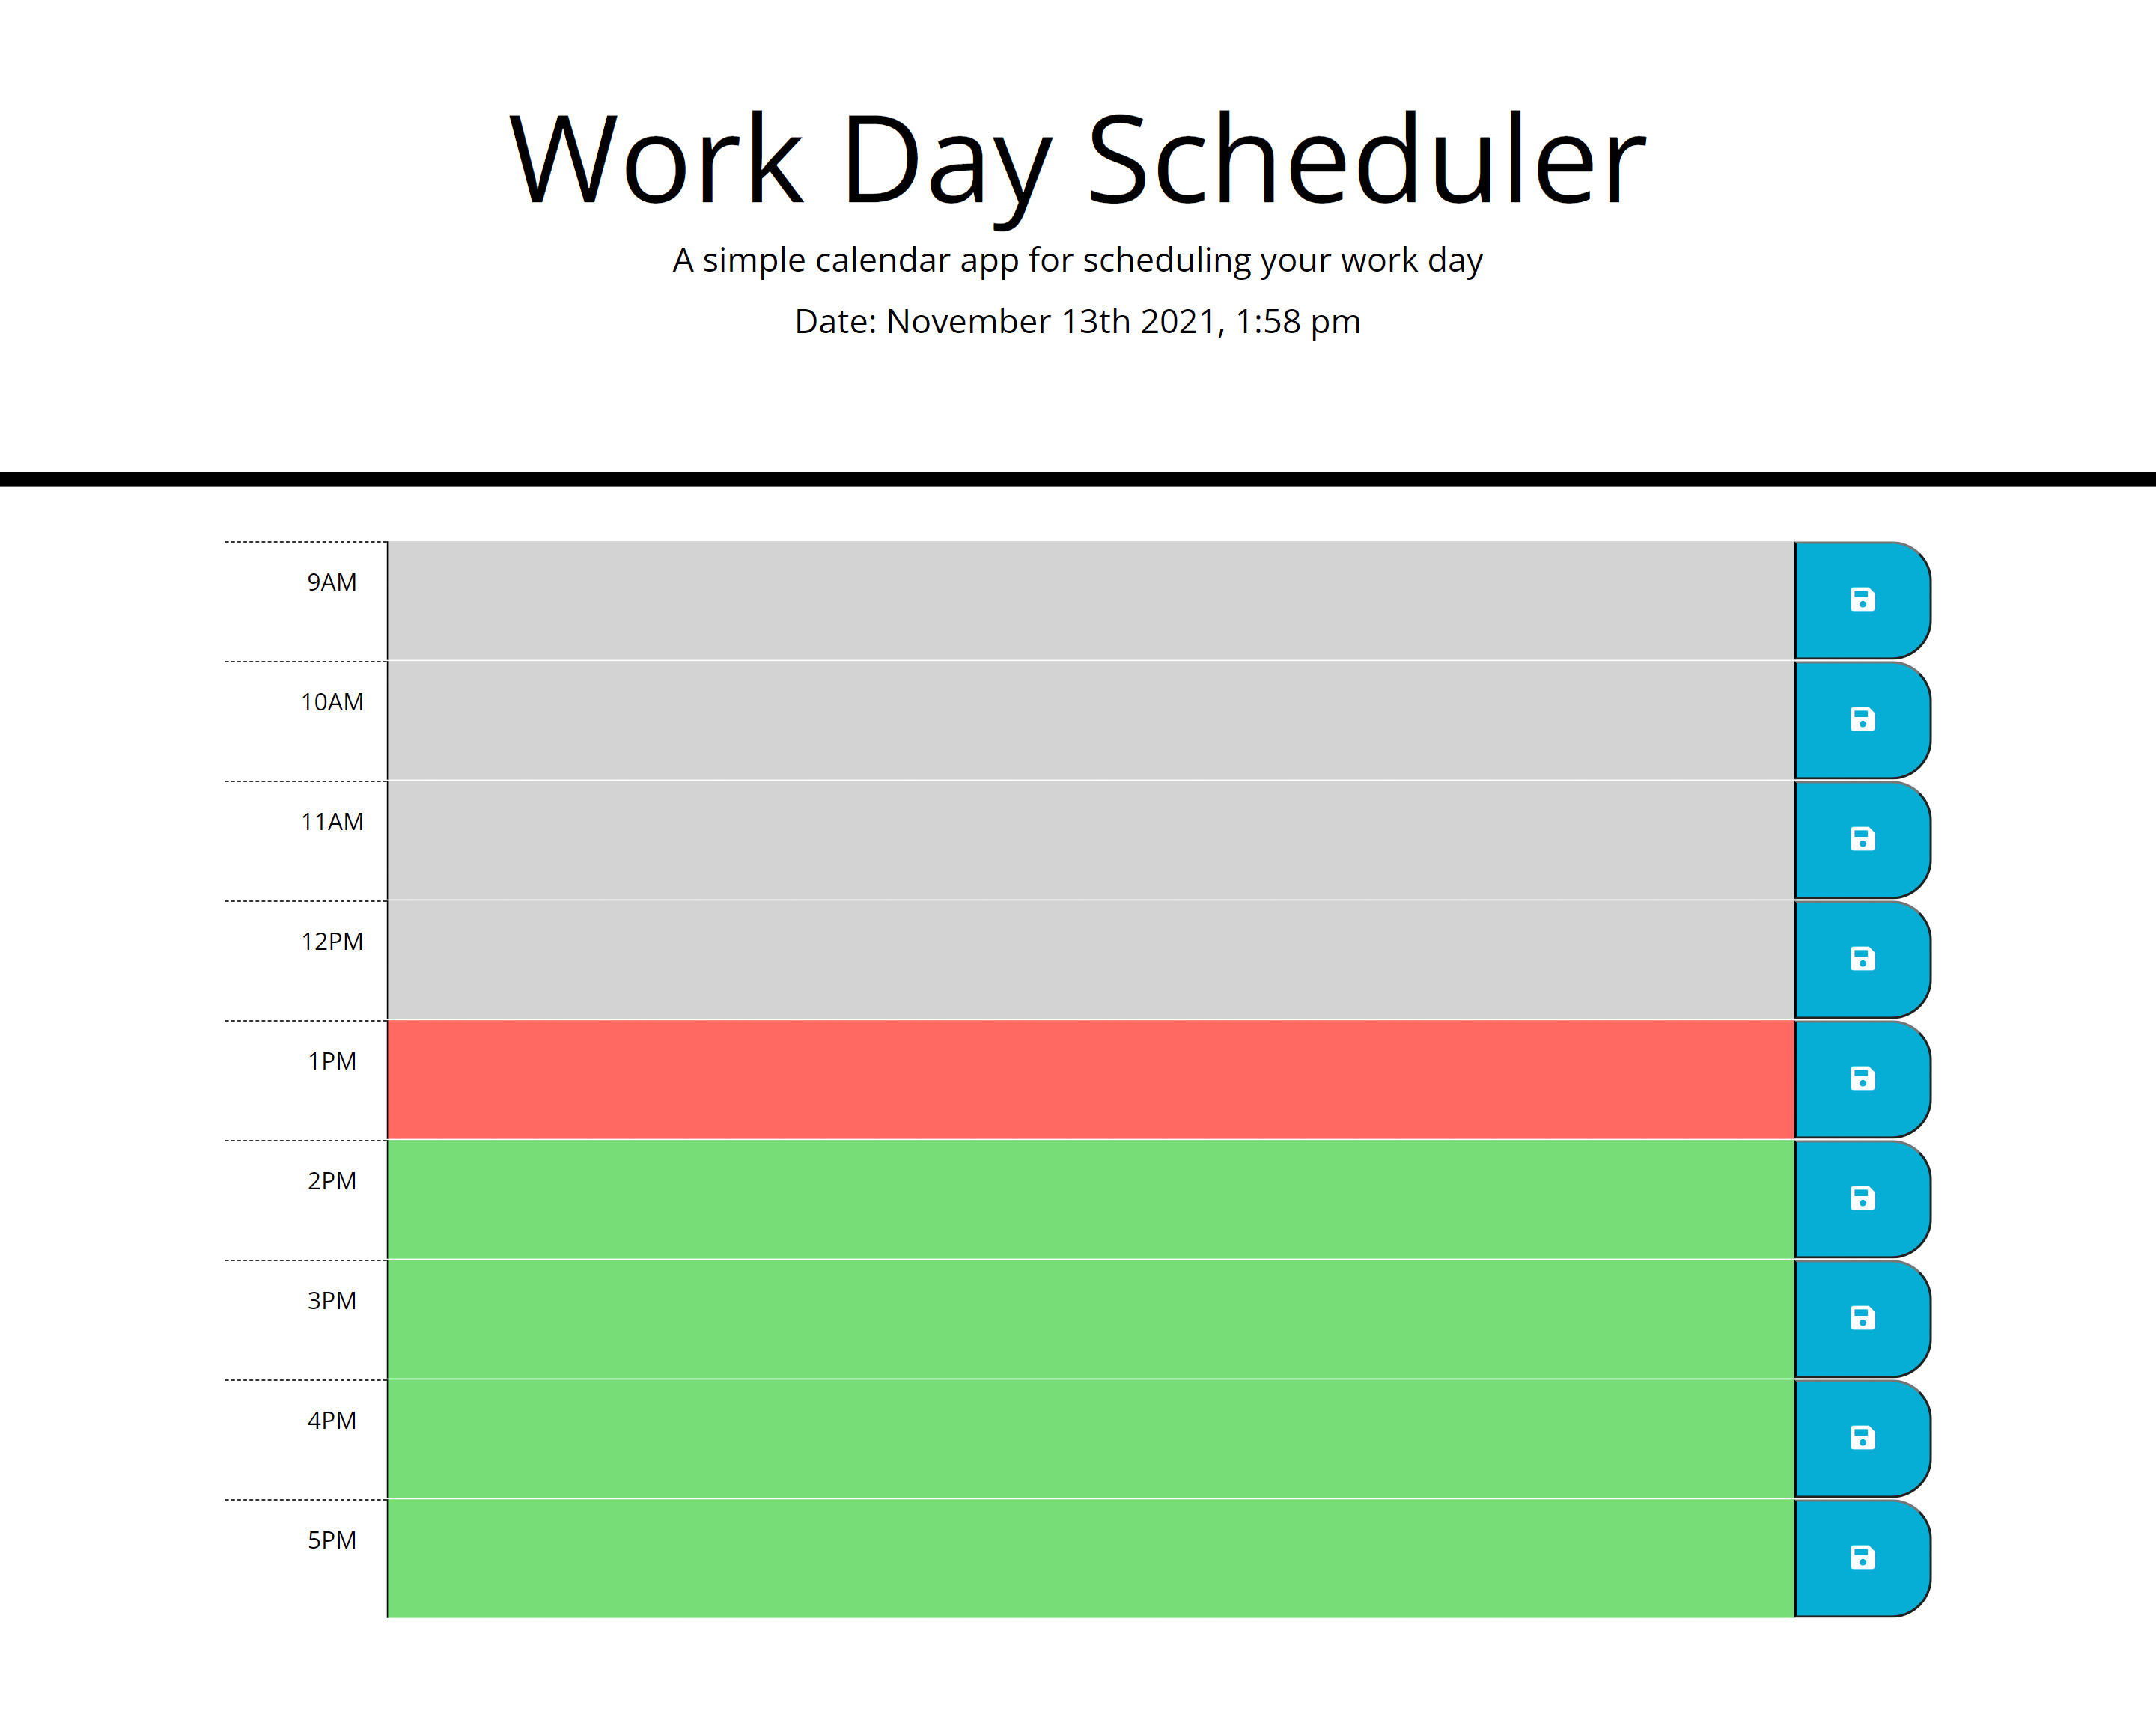 Work Day Scheduler
A simple calendar app for scheduling your work day
Date: November 13th 2021, 1:58 pm
9AM
10AM
11AM
12PM
1PM
2PM
3PM
4PM
5PM